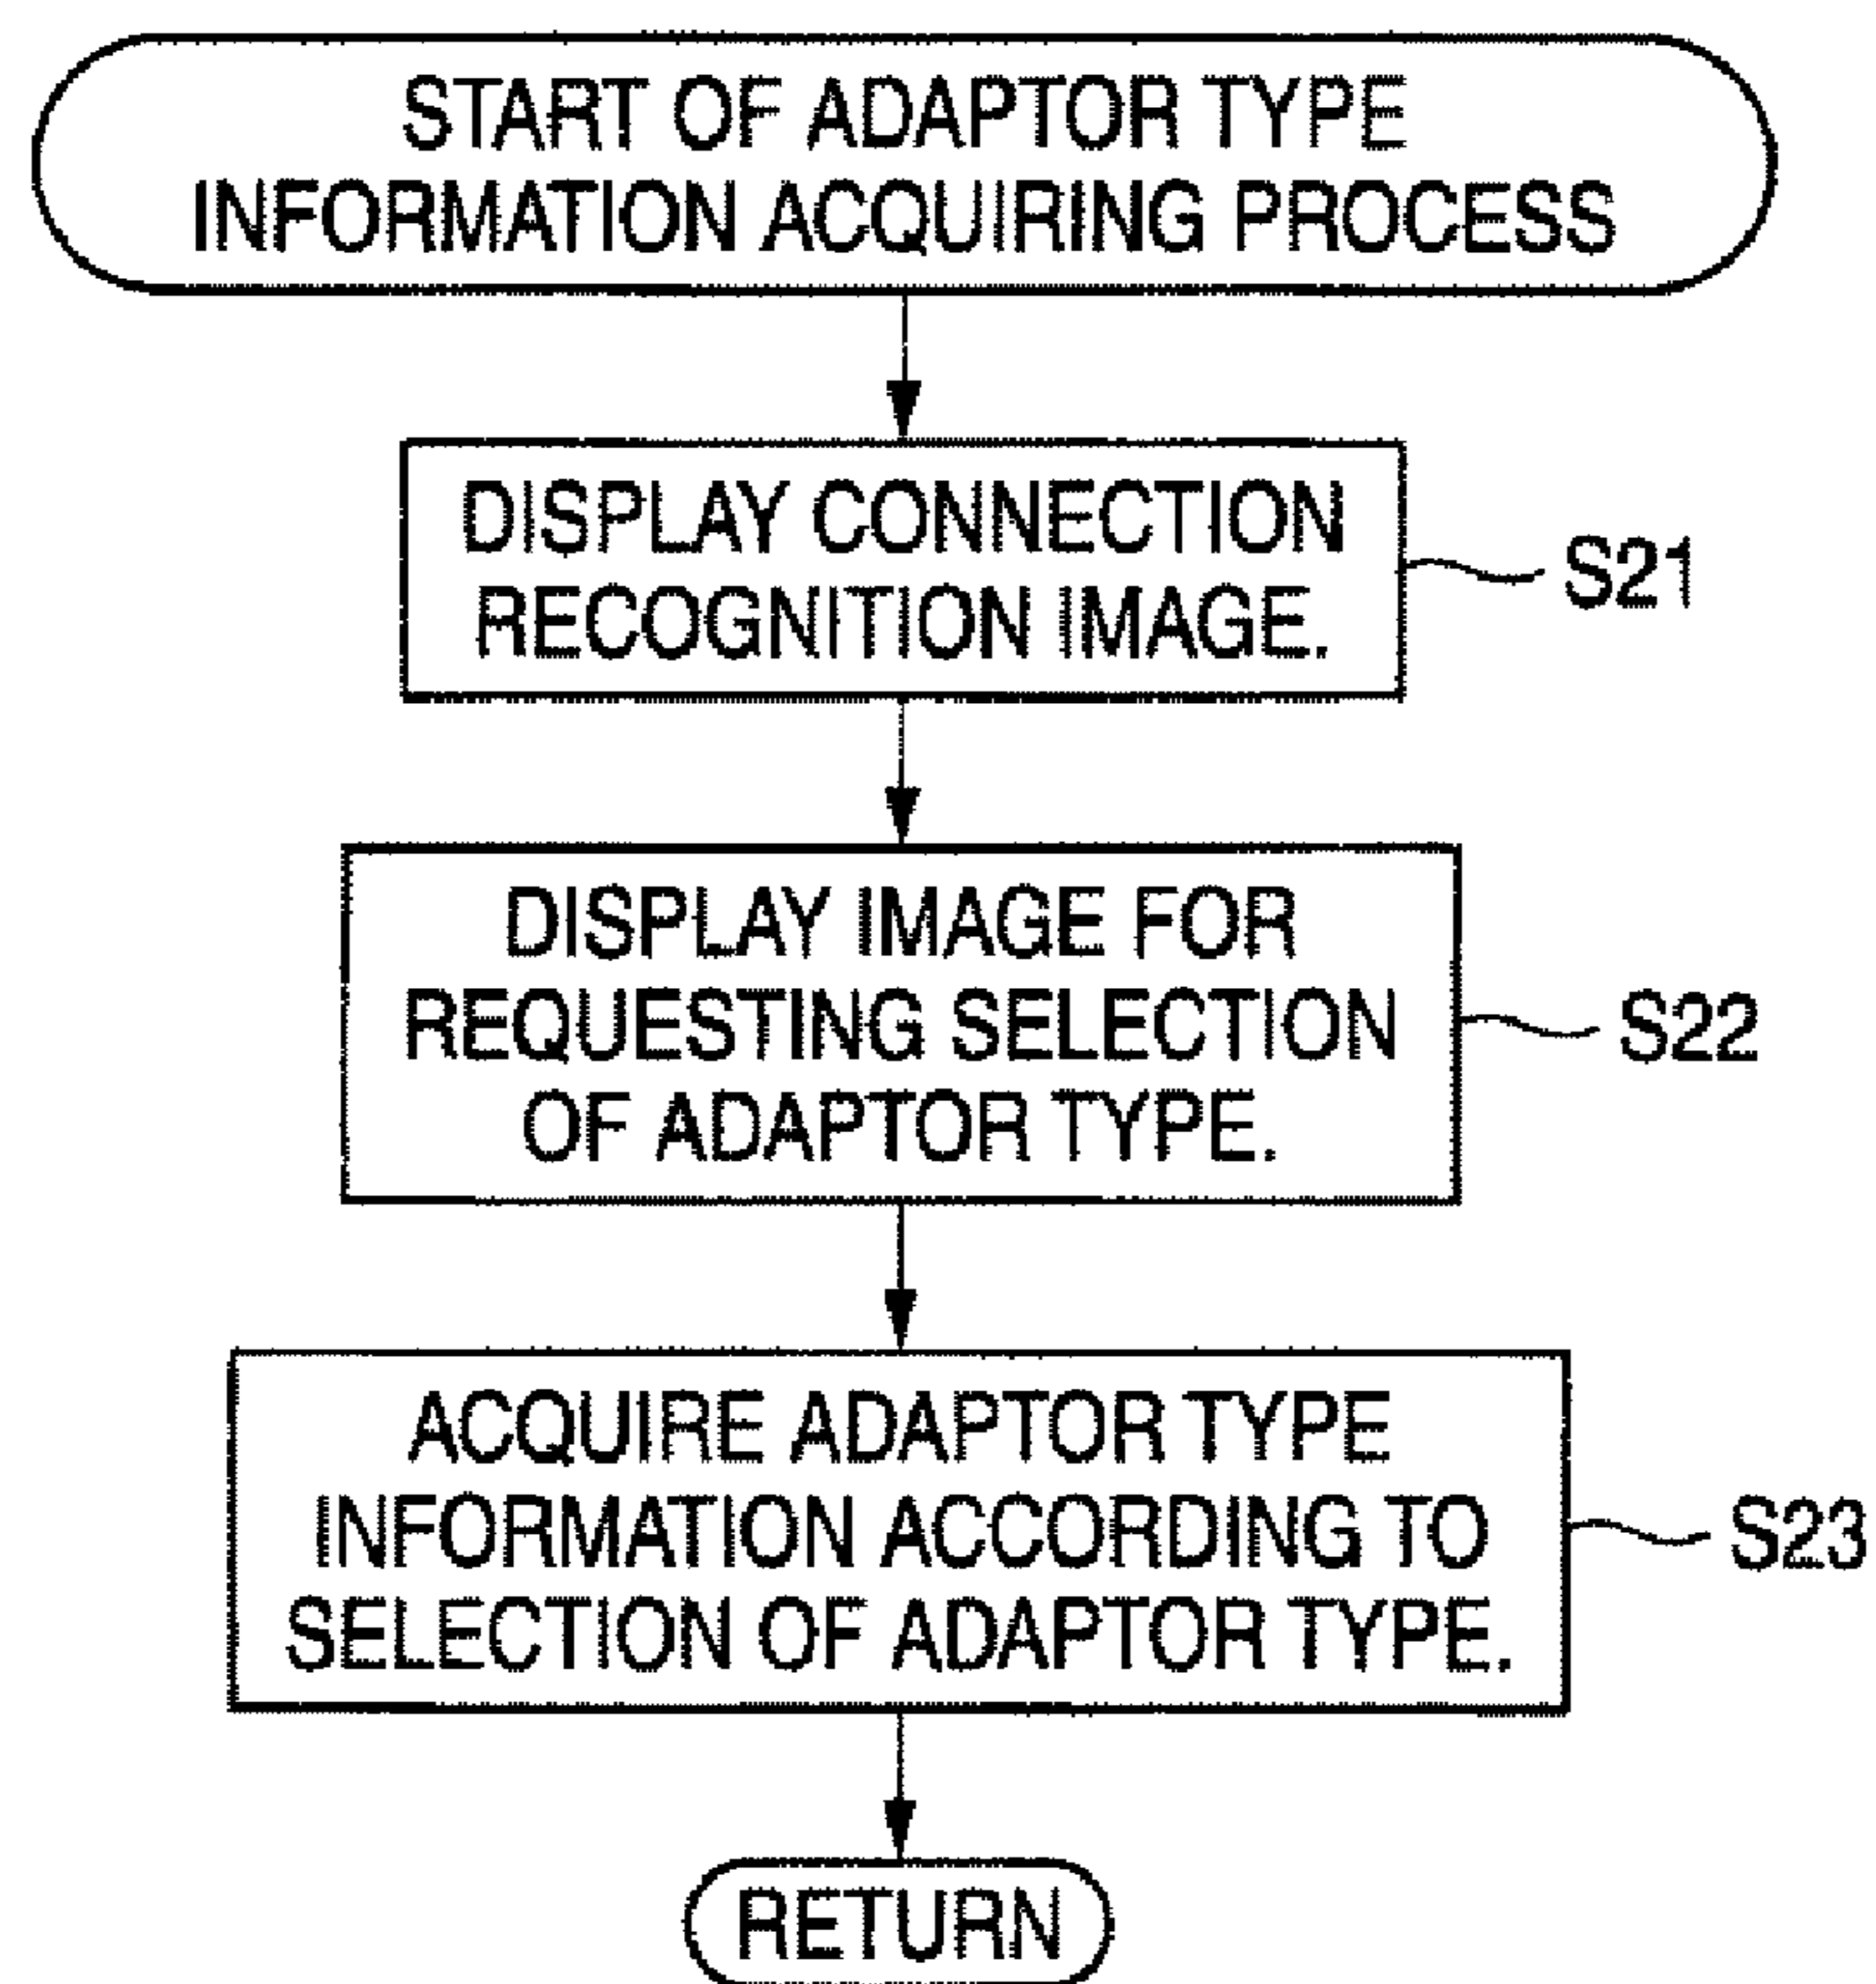 START OF ADAPTOR TYPE
INFORMATION ACQUIRING PROCESS
DISPLAY CONNECTION
RECOGNITION IMAGE.
S21
DISPLAY IMAGE FOR
REQUESTING SELECTION
OF ADAPTOR TYPE.
S22
ACQUIRE ADAPTOR TYPE
INFORMATION ACCORDING TO
SELECTION OF ADAPTOR TYPE.
S23
RETURN